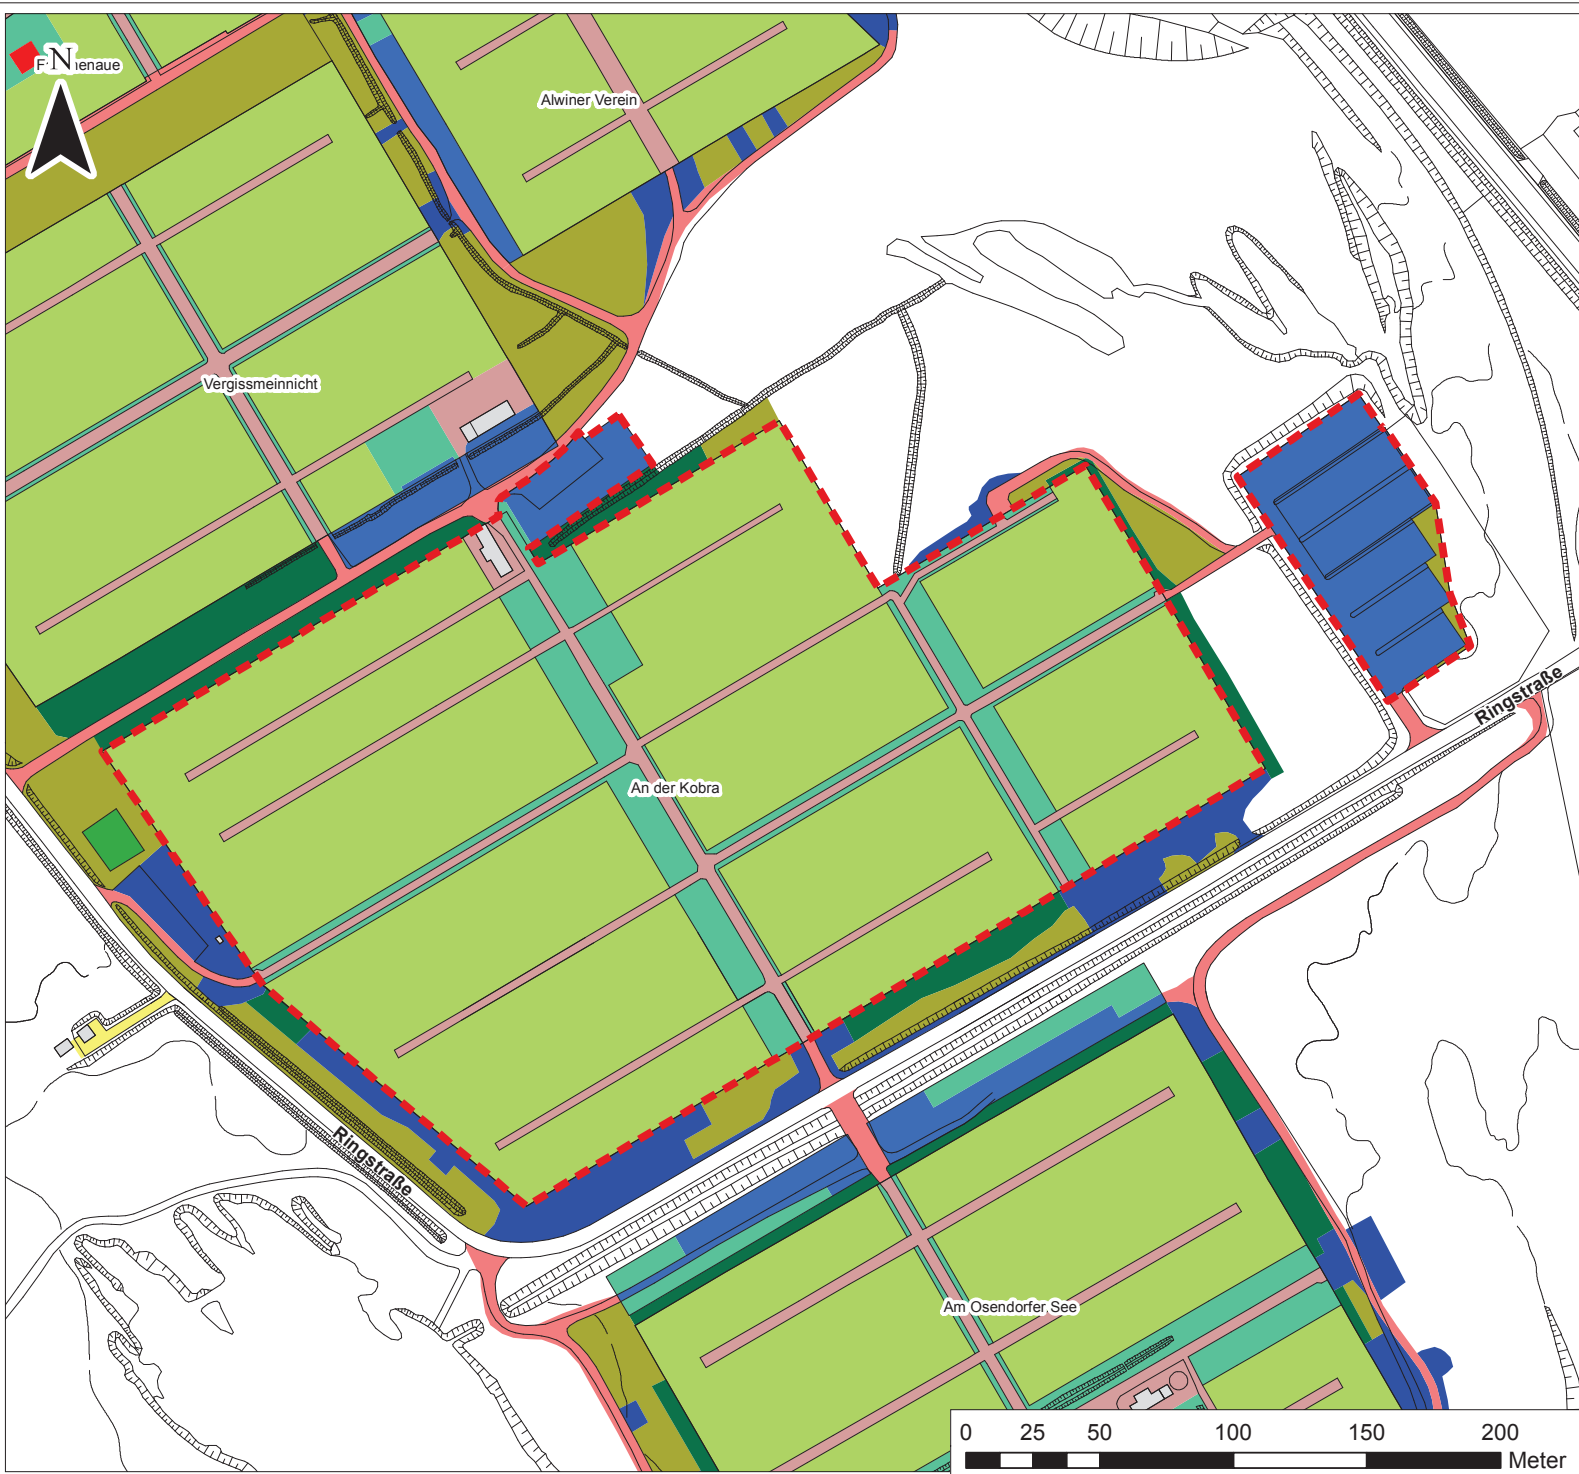 N
Alwiner Verein
Vergissmeinnicht
An der Kobra
Ringstraße
Ringstraße
Am Osendorfer See
0 25 50 100 150 200
Meter